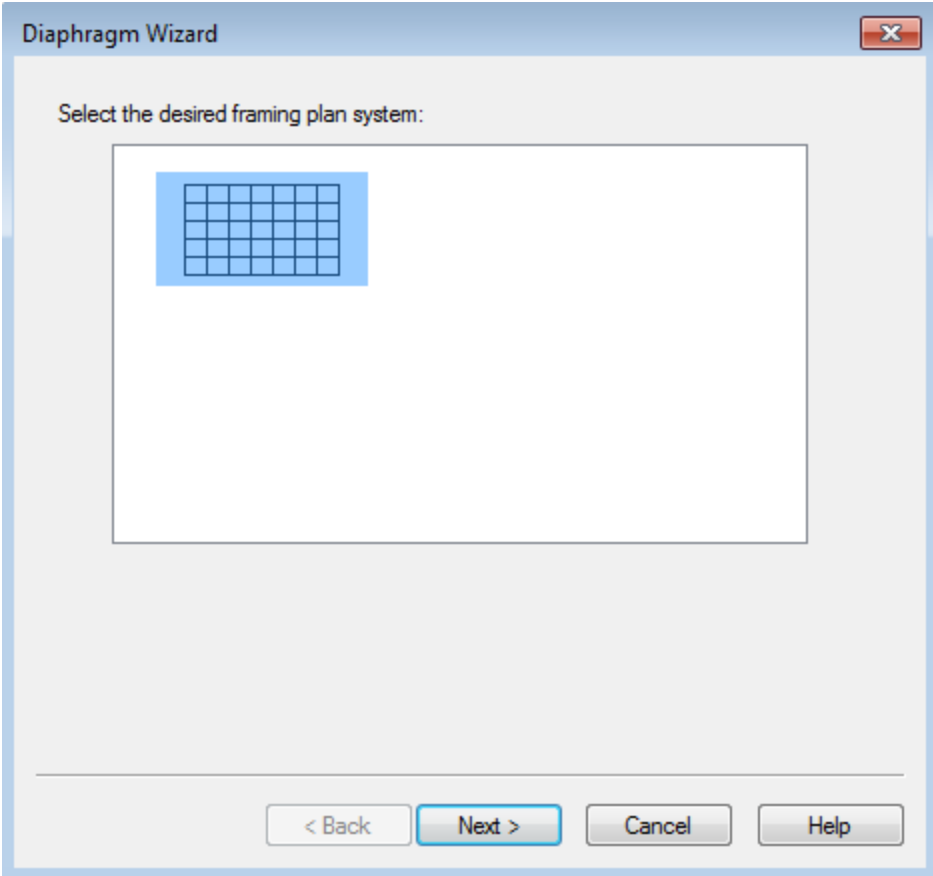 Diaphragm Wizard
Select the desired framing plan system:
< Back Next > Cancel Help